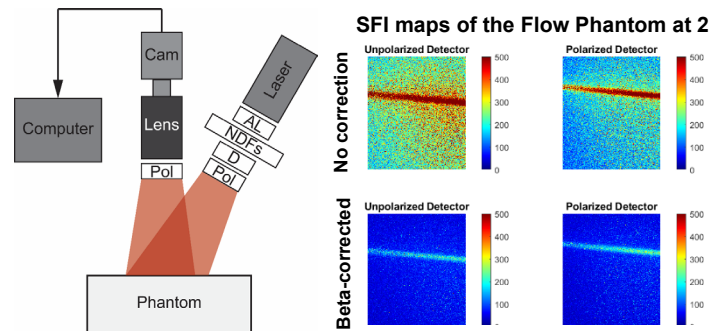 Cam
Computer
Lens
Pol
Laser
AL
NDFs
D
Pol
Phantom
SFI maps of the Flow Phantom at 2
No correction
Unpolarized Detector
500
400
300
200
100
0
Polarized Detector
500
400
300
200
100
0
Beta-corrected
Unpolarized Detector
500
400
300
200
100
0
Polarized Detector
500
400
300
200
100
0